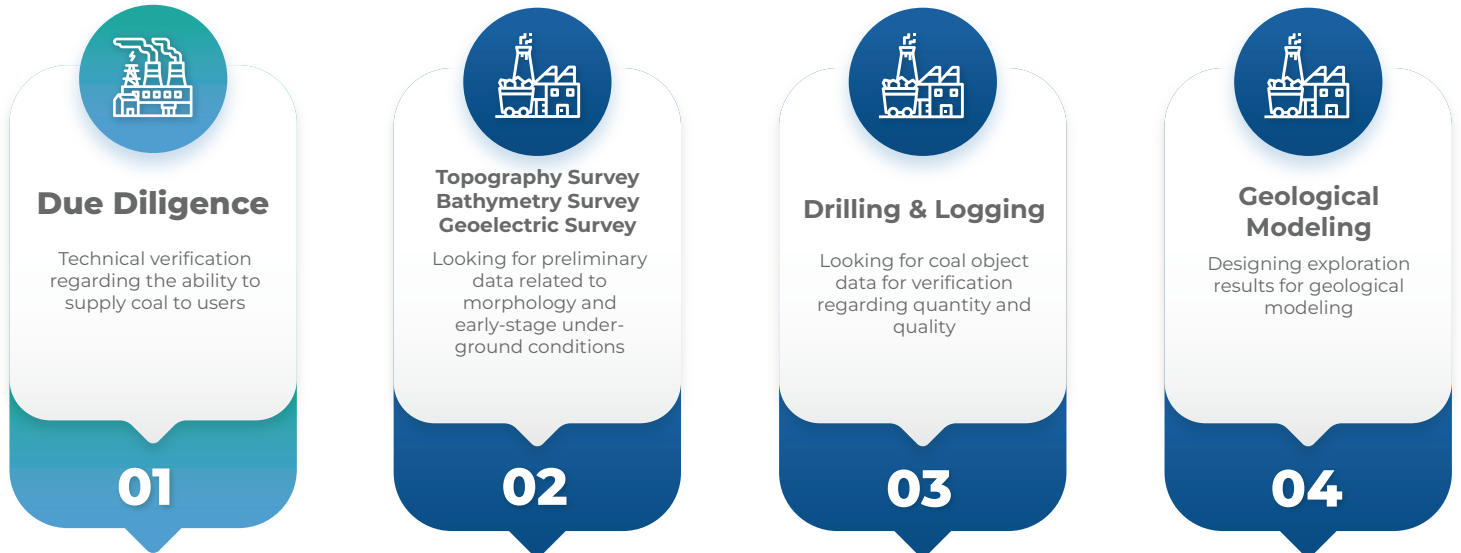 Due Diligence
Technical verification
regarding the ability to
supply coal to users
01
Topography Survey
Bathymetry Survey
Geoelectric Survey
Looking for preliminary
data related to
morphology and
early-stage under-
ground conditions
02
Drilling & Logging
Looking for coal object
data for verification
regarding quantity and
quality
03
Geological
Modeling
Designing exploration
results for geological
modeling
04